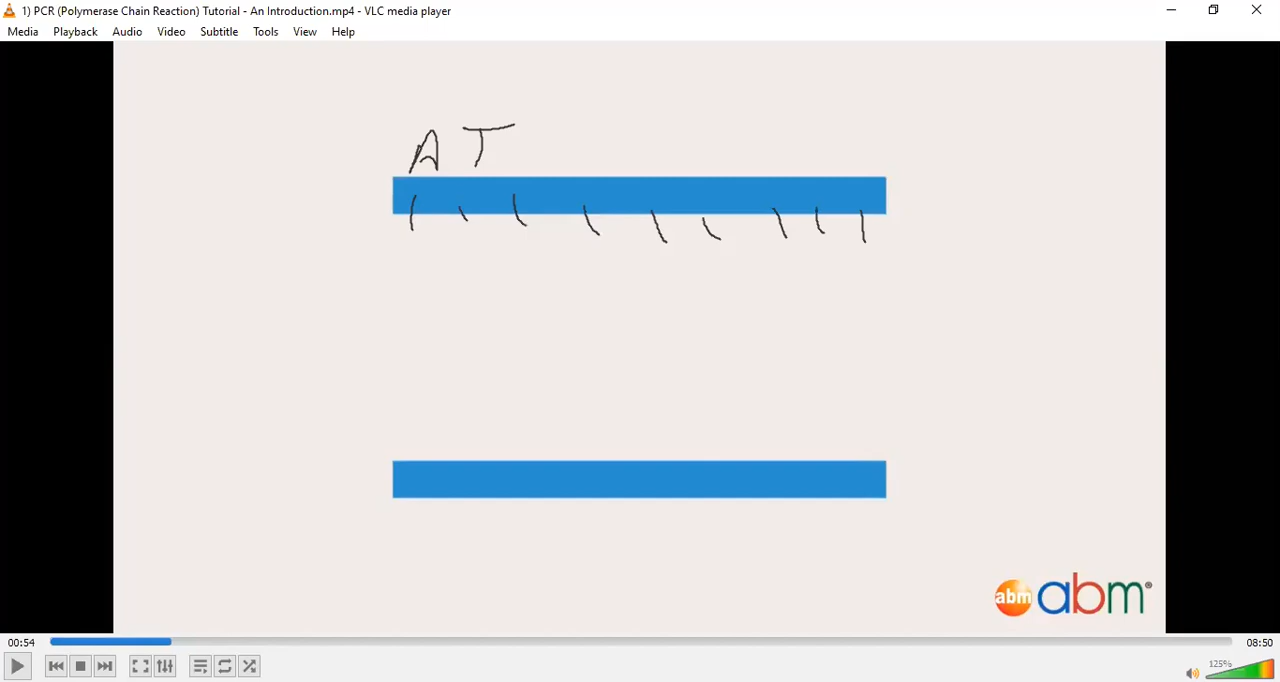 1) PCR (Polymerase Chain Reaction) Tutorial - An Introduction.mp4 - VLC media player
Media Playback Audio Video Subtitle Tools View Help
A T
abm abm®
00:54 08:50
125%